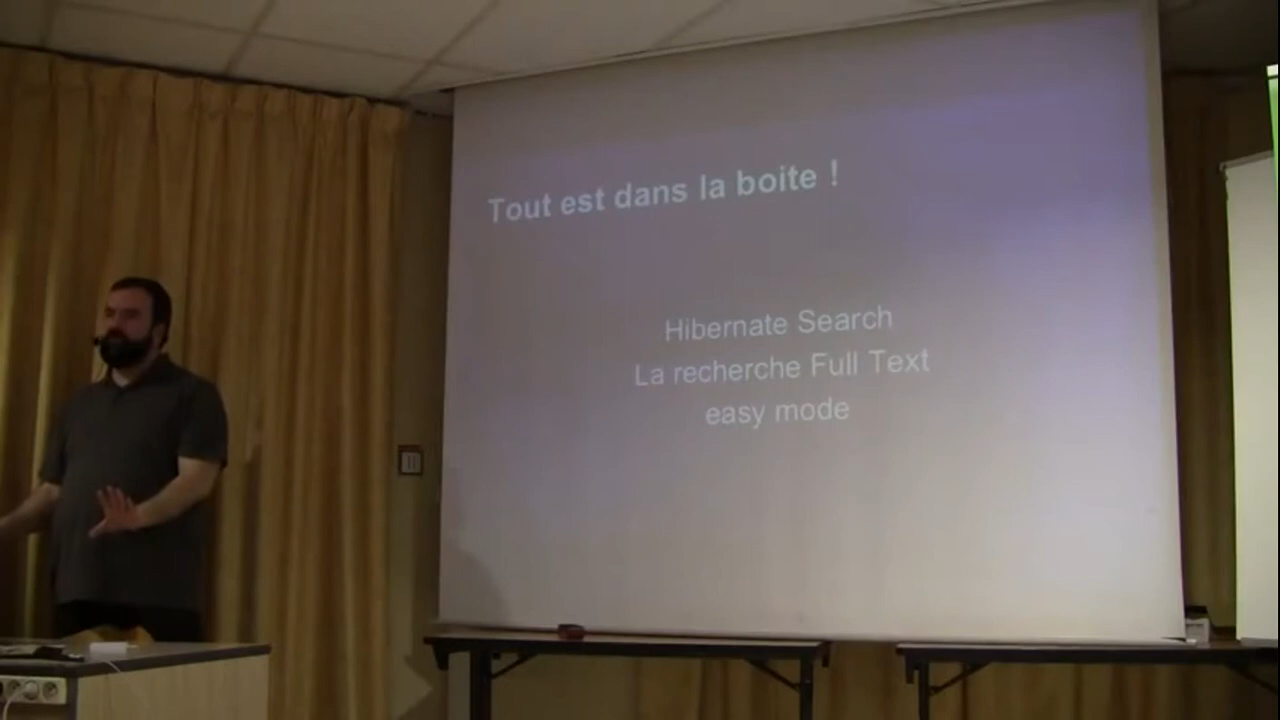 Tout est dans la boite !
Hibernate Search
La recherche Full Text
easy mode